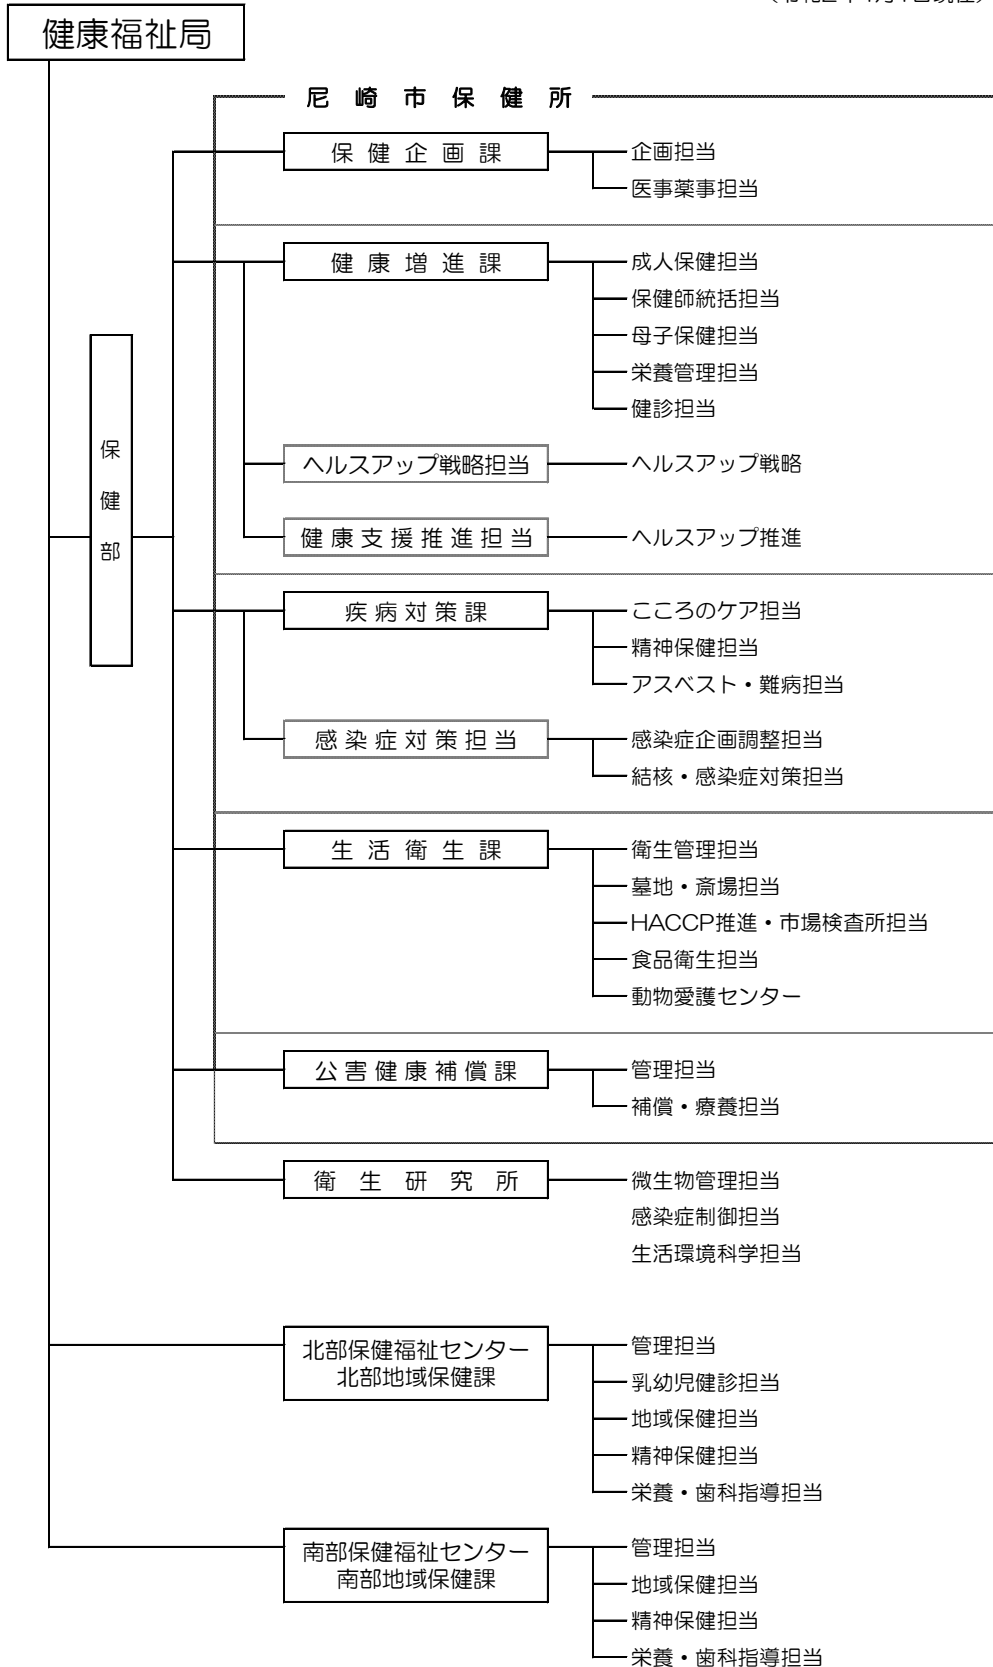 健康福祉局
尼崎市保健所
保健企画課
企画担当
医事薬事担当
健康増進課
成人保健担当
保健師統括担当
母子保健担当
栄養管理担当
健診担当
保健部
ヘルスアップ戦略担当
ヘルスアップ戦略
健康支援推進担当
ヘルスアップ推進
疾病対策課
こころのケア担当
精神保健担当
アスベスト・難病担当
感染症対策担当
感染症企画調整担当
結核・感染症対策担当
生活衛生課
衛生管理担当
墓地・斎場担当
HACCP推進・市場検査所担当
食品衛生担当
動物愛護センター
公害健康補償課
管理担当
補償・療養担当
衛生研究所
微生物管理担当
感染症制御担当
生活環境科学担当
北部保健福祉センター
北部地域保健課
管理担当
乳幼児健診担当
地域保健担当
精神保健担当
栄養・歯科指導担当
南部保健福祉センター
南部地域保健課
管理担当
地域保健担当
精神保健担当
栄養・歯科指導担当